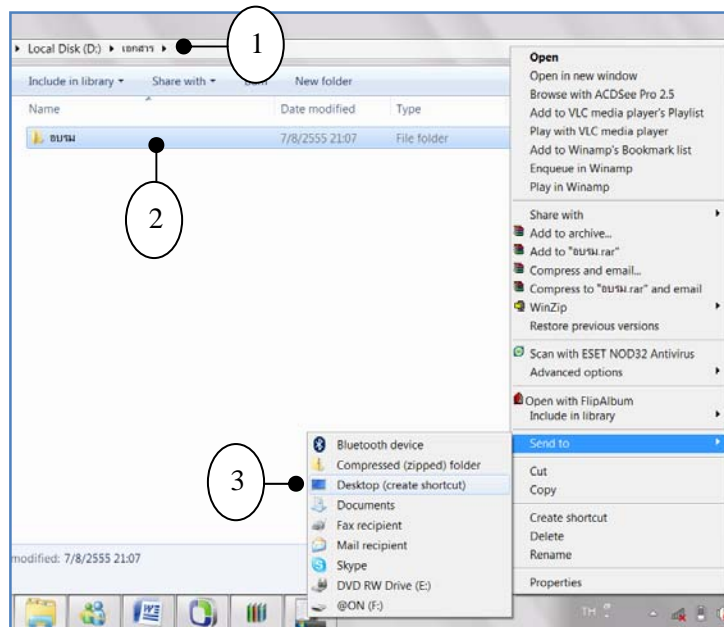 ▸ Local Disk (D:) ▸ เอกสาร ▸
1
Include in library ▾ Share with ▾ Burn New folder
Name Date modified Type
อบรม 7/8/2555 21:07 File folder
2
Open
Open in new window
Browse with ACDSee Pro 2.5
Add to VLC media player's Playlist
Play with VLC media player
Add to Winamp's Bookmark list
Enqueue in Winamp
Play in Winamp
Share with
Add to archive...
Add to "อบรม.rar"
Compress and email...
Compress to "อบรม.rar" and email
WinZip
Restore previous versions
Scan with ESET NOD32 Antivirus
Advanced options
Open with FlipAlbum
Include in library
Send to
Cut
Copy
Create shortcut
Delete
Rename
Properties
3
Bluetooth device
Compressed (zipped) folder
Desktop (create shortcut)
Documents
Fax recipient
Mail recipient
Skype
DVD RW Drive (E:)
@ON (F:)
modified: 7/8/2555 21:07
TH